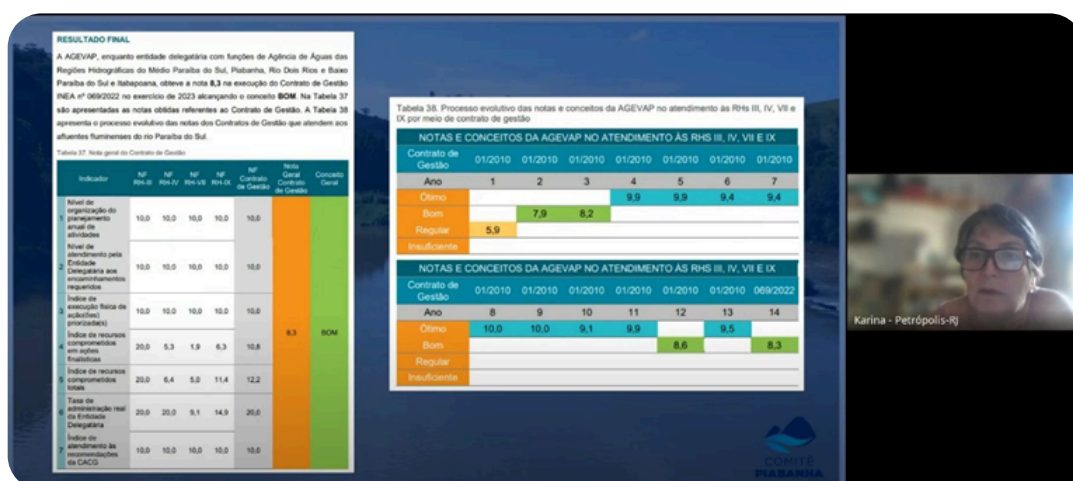 RESULTADO FINAL
A AGEVAP, enquanto entidade delegatária com funções de Agência de Águas das
Regiões Hidrográficas do Médio Paraíba do Sul, Piabanha, Rio Dois Rios e Baixo
Paraíba do Sul e Itabapoana, obteve a nota 8,3 na execução do Contrato de Gestão
INEA nº 069/2022 no exercício de 2023 alcançando o conceito BOM. Na Tabela 37
são apresentadas as notas obtidas referentes ao Contrato de Gestão. A Tabela 38
apresenta o processo evolutivo das notas dos Contratos de Gestão que atendem aos
afluentes fluminenses do rio Paraíba do Sul.
Tabela 37. Nota geral do Contrato de Gestão
Indicador NF RH-III NF RH-IV NF RH-VII NF RH-IX NF Contrato de Gestão Nota Geral Contrato de Gestão Conceito Geral
1 Nível de organização do planejamento anual de atividades 10,0 10,0 10,0 10,0 10,0
2 Nível de atendimento pela Entidade Delegatária aos encaminhamentos requeridos 10,0 10,0 10,0 10,0 10,0
3 Índice de execução física de ação(ões) priorizada(s) 10,0 10,0 10,0 10,0 10,0
8,3 BOM
4 Índice de recursos comprometidos em ações finalísticas 20,0 5,3 1,9 6,3 10,8
5 Índice de recursos comprometidos totais 20,0 6,4 5,0 11,4 12,2
6 Taxa de administração real da Entidade Delegatária 20,0 20,0 9,1 14,9 20,0
7 Índice de atendimento às recomendações da CACG 10,0 10,0 10,0 10,0 10,0
Tabela 38. Processo evolutivo das notas e conceitos da AGEVAP no atendimento às RHs III, IV, VII e
IX por meio de contrato de gestão
NOTAS E CONCEITOS DA AGEVAP NO ATENDIMENTO ÀS RHS III, IV, VII E IX
Contrato de Gestão 01/2010 01/2010 01/2010 01/2010 01/2010 01/2010 01/2010
Ano 1 2 3 4 5 6 7
Ótimo 9,9 9,9 9,4 9,4
Bom 7,9 8,2
Regular 5,9
Insuficiente
NOTAS E CONCEITOS DA AGEVAP NO ATENDIMENTO ÀS RHS III, IV, VII E IX
Contrato de Gestão 01/2010 01/2010 01/2010 01/2010 01/2010 01/2010 069/2022
Ano 8 9 10 11 12 13 14
Ótimo 10,0 10,0 9,1 9,9 9,5
Bom 8,6 8,3
Regular
Insuficiente
Karina - Petrópolis-RJ
COMITÊ
PIABANHA